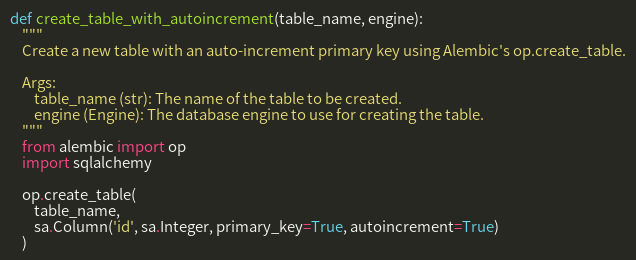 def create_table_with_autoincrement(table_name, engine):
    """
    Create a new table with an auto-increment primary key using Alembic's op.create_table.

    Args:
        table_name (str): The name of the table to be created.
        engine (Engine): The database engine to use for creating the table.
    """
    from alembic import op
    import sqlalchemy

    op.create_table(
        table_name,
        sa.Column('id', sa.Integer, primary_key=True, autoincrement=True)
    )